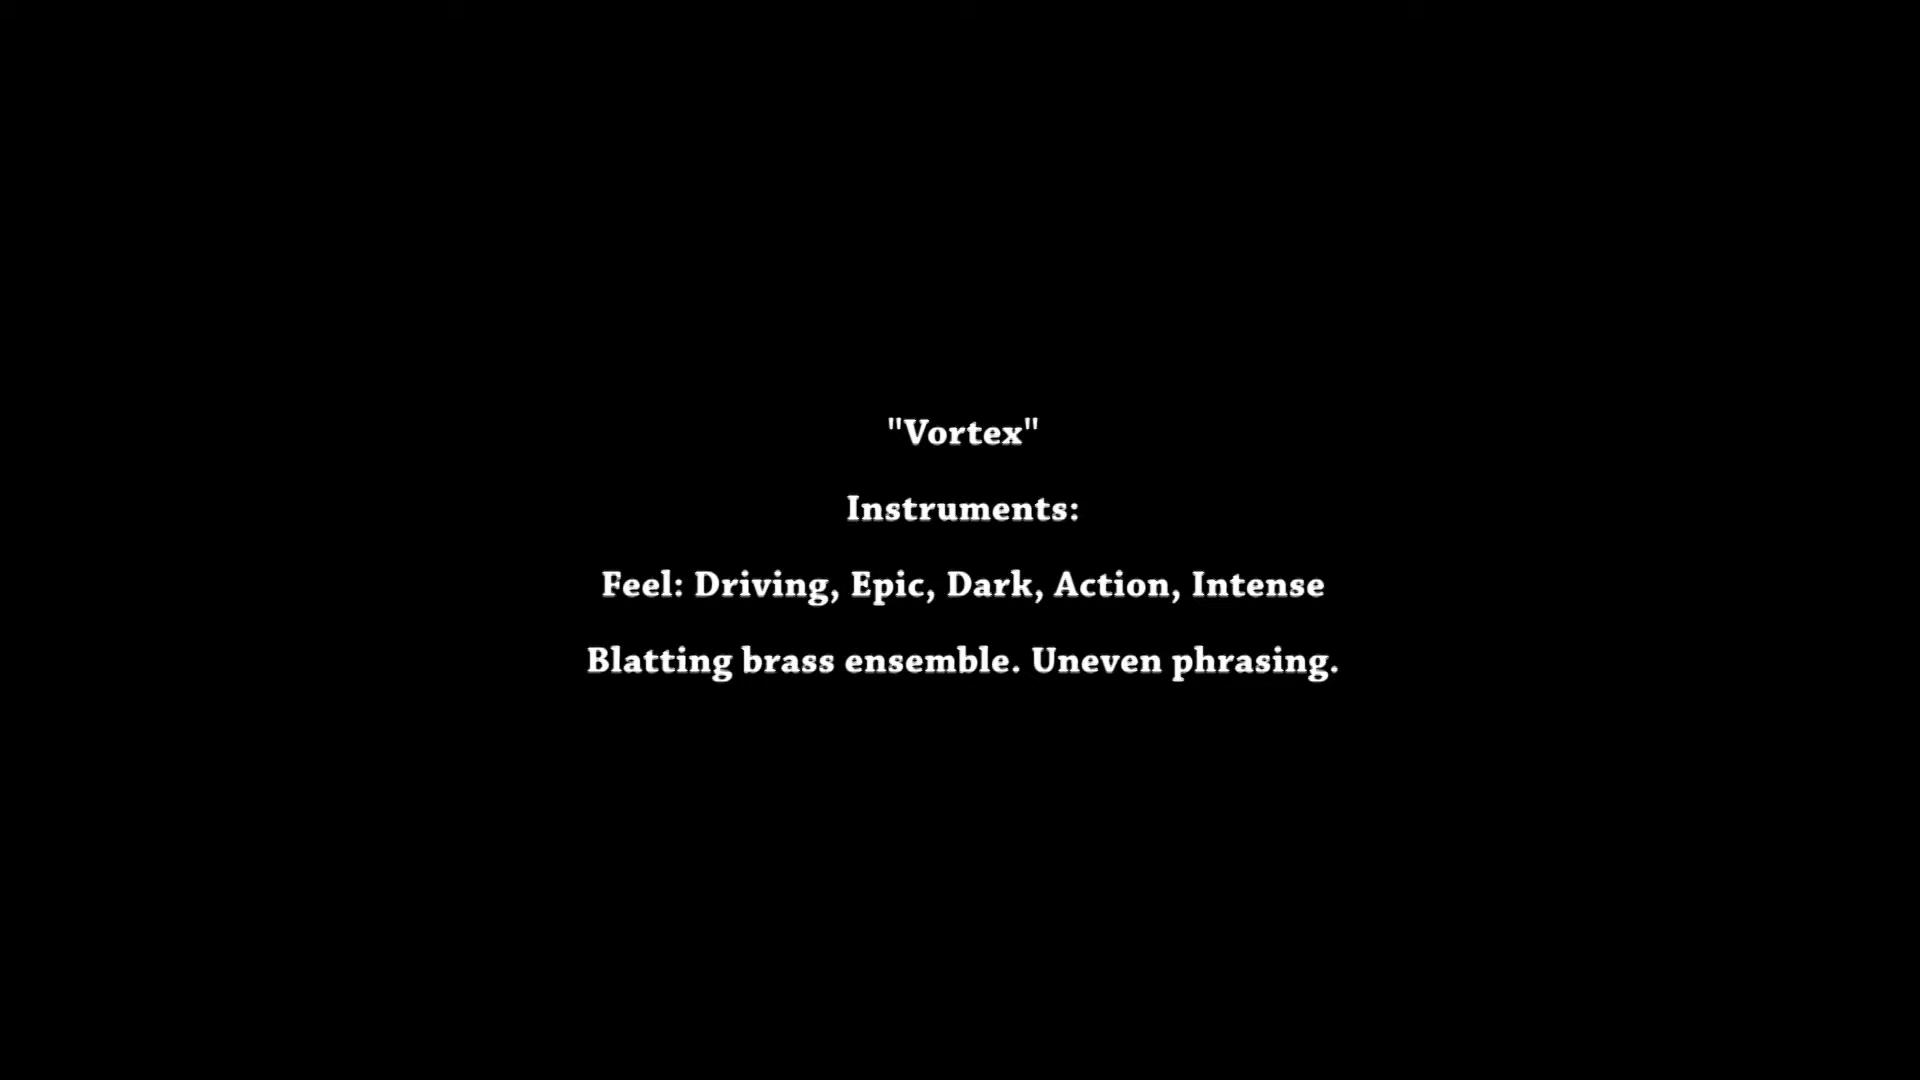 "Vortex"
Instruments:
Feel: Driving, Epic, Dark, Action, Intense
Blatting brass ensemble. Uneven phrasing.